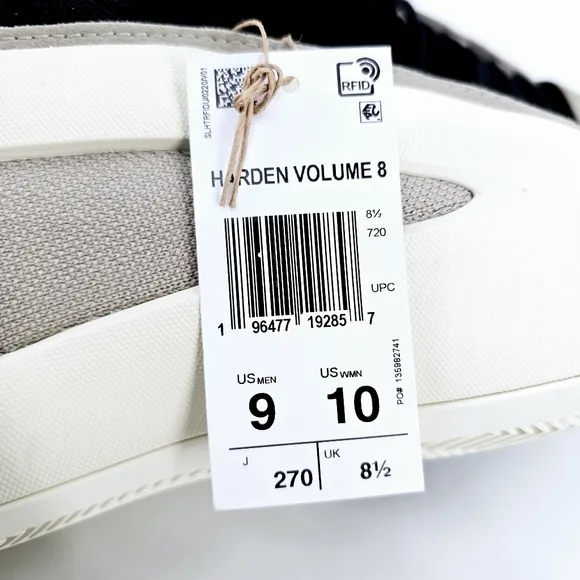 SLHTRFIDUI0220IV01
RFID
HARDEN VOLUME 8
8½
720
UPC
1 96477 19285 7
US MEN
9
US WMN
10
PO# 135982741
J
270
UK
8½